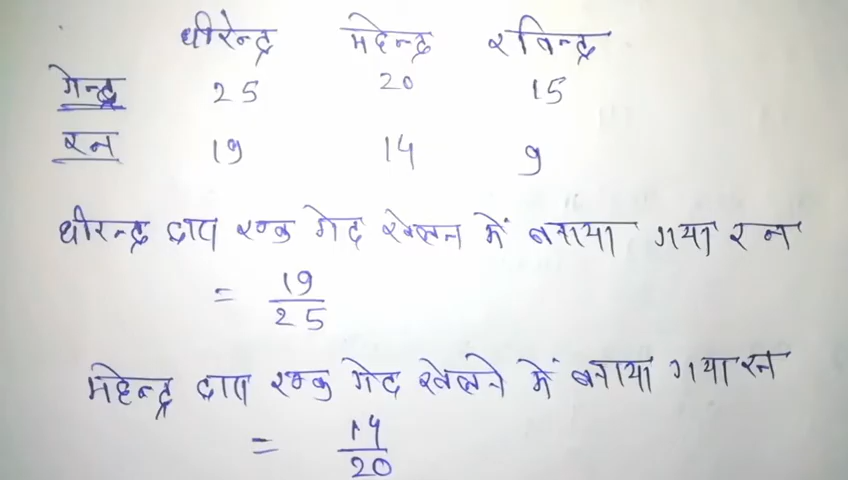 धीरेन्द्र महेन्द्र रविन्द्र
गेन्द 25 20 15
रन 19 14 9
धीरेन्द्र द्वारा एक गेंद खेलने में बनाया गया रन
= 19/25
महेन्द्र द्वारा एक गेंद खेलने में बनाया गया रन
= 14/20